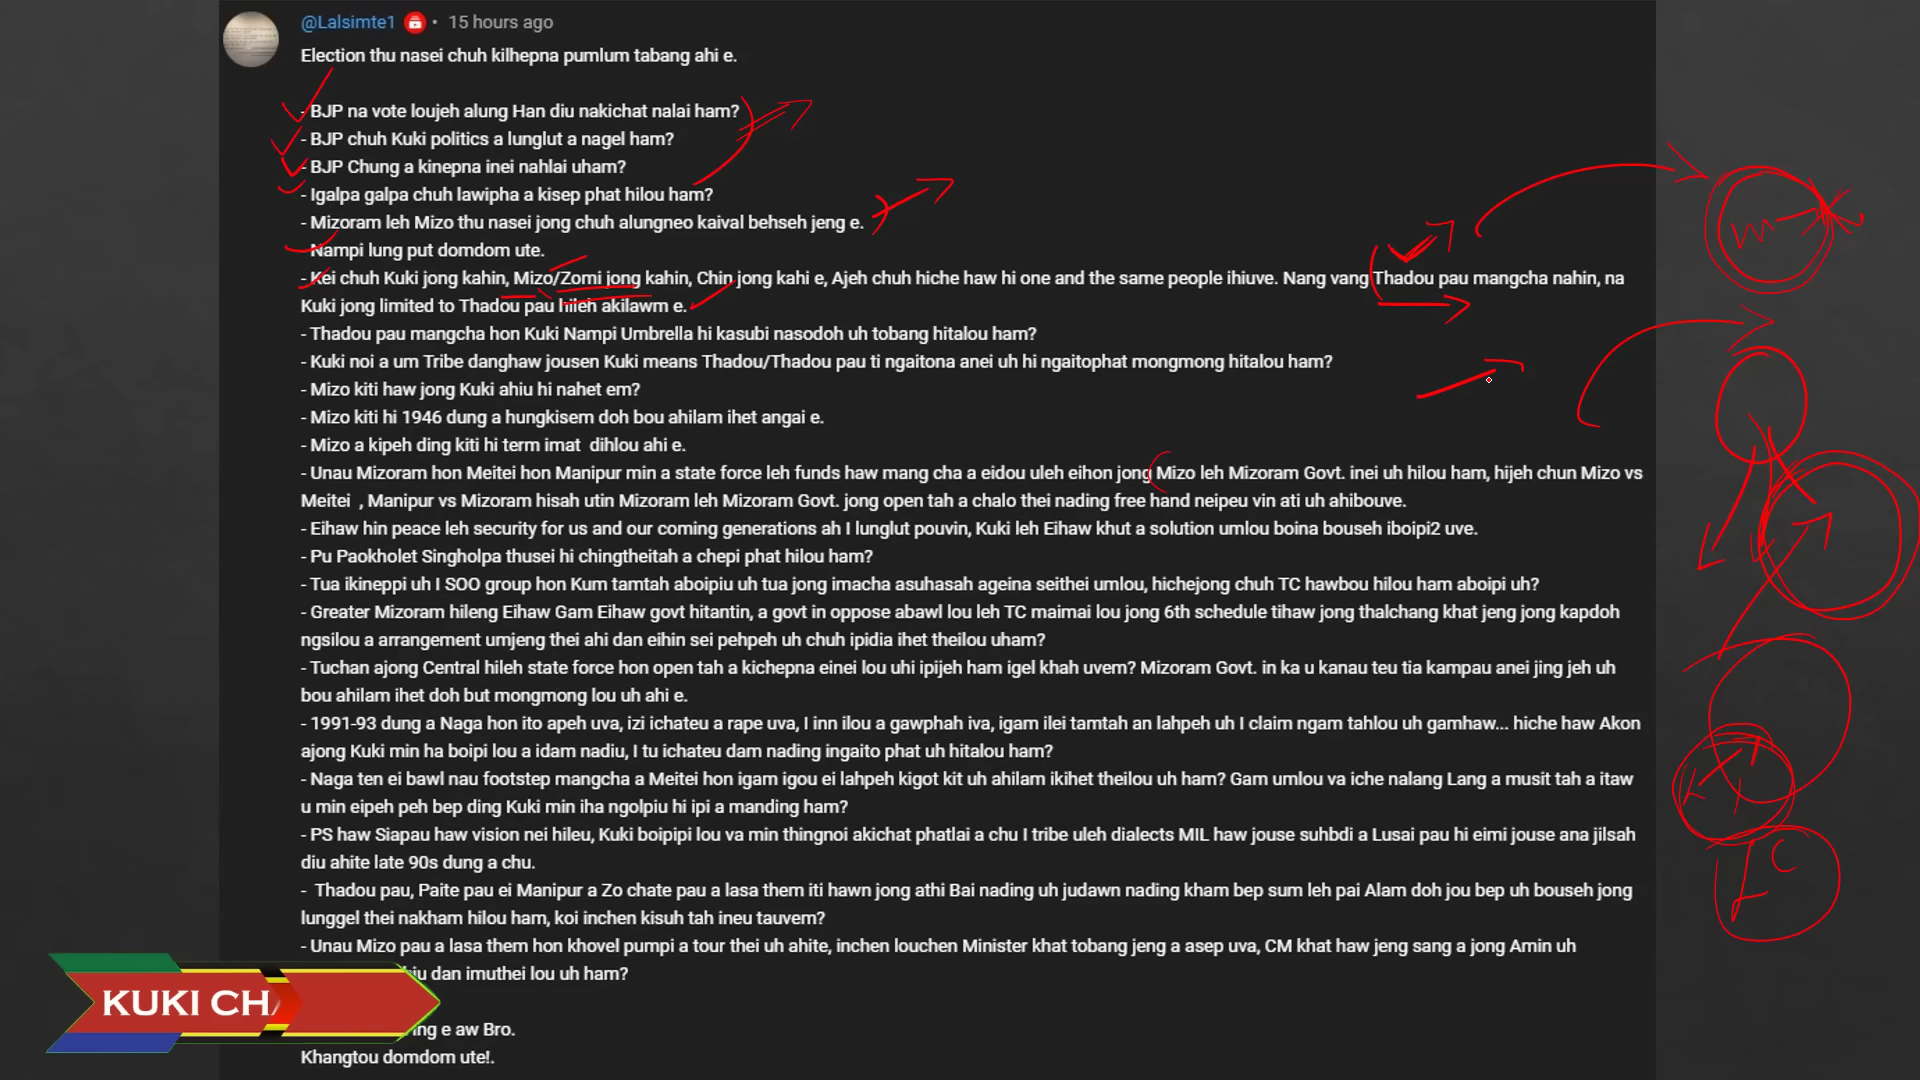 @Lalsimte1 • 15 hours ago
Election thu nasei chuh kilhepna pumlum tabang ahi e.
- BJP na vote loujeh alung Han diu nakichat nalai ham?
- BJP chuh Kuki politics a lunglut a nagel ham?
- BJP Chung a kinepna inei nahlai uham?
- Igalpa galpa chuh lawipha a kisep phat hilou ham?
- Mizoram leh Mizo thu nasei jong chuh alungneo kaival behseh jeng e.
- Nampi lung put domdom ute.
- Kei chuh Kuki jong kahin, Mizo/Zomi jong kahin, Chin jong kahi e, Ajeh chuh hiche haw hi one and the same people ihiuve. Nang vang Thadou pau mangcha nahin, na
Kuki jong limited to Thadou pau hileh akilawm e.
- Thadou pau mangcha hon Kuki Nampi Umbrella hi kasubi nasodoh uh tobang hitalou ham?
- Kuki noi a um Tribe danghaw jousen Kuki means Thadou/Thadou pau ti ngaitona anei uh hi ngaitophat mongmong hitalou ham?
- Mizo kiti haw jong Kuki ahiu hi nahet em?
- Mizo kiti hi 1946 dung a hungkisem doh bou ahilam ihet angai e.
- Mizo a kipeh ding kiti hi term imat dihlou ahi e.
- Unau Mizoram hon Meitei hon Manipur min a state force leh funds haw mang cha a eidou uleh eihon jong Mizo leh Mizoram Govt. inei uh hilou ham, hijeh chun Mizo vs
Meitei , Manipur vs Mizoram hisah utin Mizoram leh Mizoram Govt. jong open tah a chalo thei nading free hand neipeu vin ati uh ahibouve.
- Eihaw hin peace leh security for us and our coming generations ah I lunglut pouvin, Kuki leh Eihaw khut a solution umlou boina bouseh iboipi2 uve.
- Pu Paokholet Singholpa thusei hi chingtheitah a chepi phat hilou ham?
- Tua ikineppi uh I SOO group hon Kum tamtah aboipiu uh tua jong imacha asuhasah ageina seithei umlou, hichejong chuh TC hawbou hilou ham aboipi uh?
- Greater Mizoram hileng Eihaw Gam Eihaw govt hitantin, a govt in oppose abawl lou leh TC maimai lou jong 6th schedule tihaw jong thalchang khat jeng jong kapdoh
ngsilou a arrangement umjeng thei ahi dan eihin sei pehpeh uh chuh ipidia ihet theilou uham?
- Tuchan ajong Central hileh state force hon open tah a kichepna einei lou uhi ipijeh ham igel khah uvem? Mizoram Govt. in ka u kanau teu tia kampau anei jing jeh uh
bou ahilam ihet doh but mongmong lou uh ahi e.
- 1991-93 dung a Naga hon ito apeh uva, izi ichateu a rape uva, I inn ilou a gawphah iva, igam ilei tamtah an lahpeh uh I claim ngam tahlou uh gamhaw... hiche haw Akon
ajong Kuki min ha boipi lou a idam nadiu, I tu ichateu dam nading ingaito phat uh hitalou ham?
- Naga ten ei bawl nau footstep mangcha a Meitei hon igam igou ei lahpeh kigot kit uh ahilam ikihet theilou uh ham? Gam umlou va iche nalang Lang a musit tah a itaw
u min eipeh peh bep ding Kuki min iha ngolpiu hi ipi a manding ham?
- PS haw Siapau haw vision nei hileu, Kuki boipipi lou va min thingnoi akichat phatlai a chu I tribe uleh dialects MIL haw jouse suhbdi a Lusai pau hi eimi jouse ana jilsah
diu ahite late 90s dung a chu.
- Thadou pau, Paite pau ei Manipur a Zo chate pau a lasa them iti hawn jong athi Bai nading uh judawn nading kham bep sum leh pai Alam doh jou bep uh bouseh jong
lunggel thei nakham hilou ham, koi inchen kisuh tah ineu tauvem?
- Unau Mizo pau a lasa them hon khovel pumpi a tour thei uh ahite, inchen louchen Minister khat tobang jeng a asep uva, CM khat haw jeng sang a jong Amin uh
dan imuthei lou uh ham?
KUKI CH
e aw Bro.
Khangtou domdom ute!.